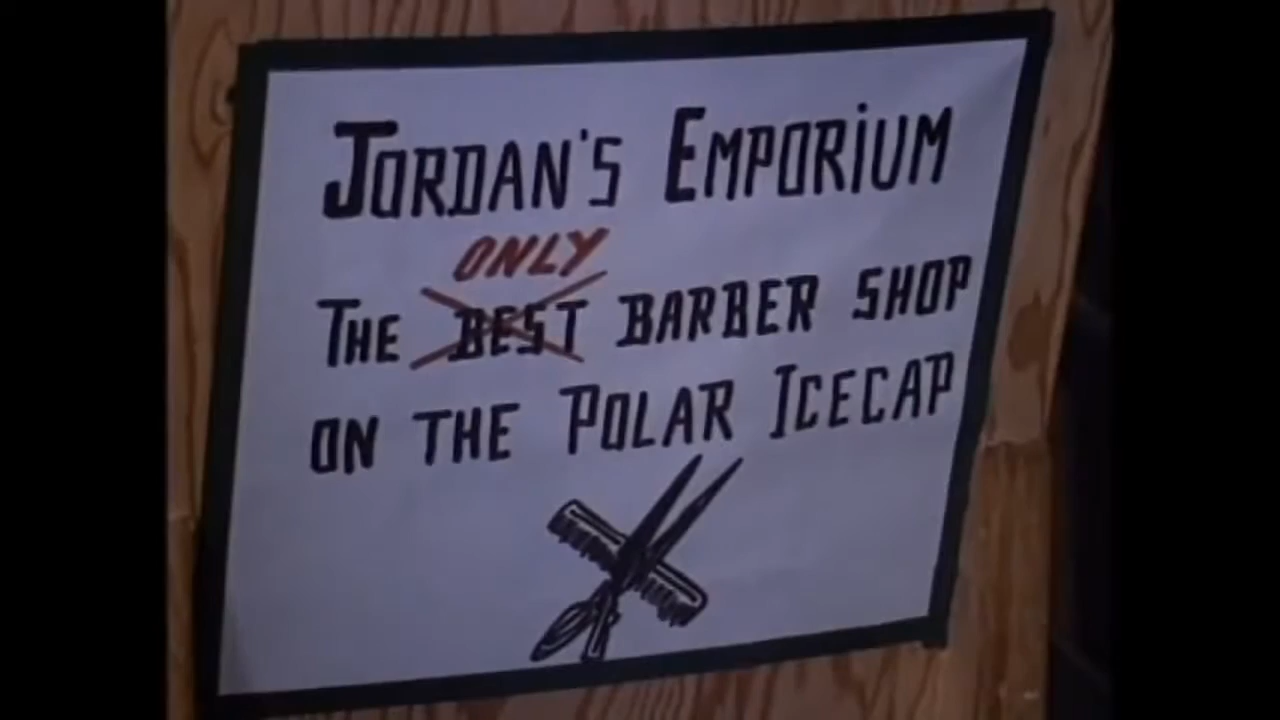 JORDAN'S EMPORiUM
ONLY
THE BEST BARBER SHOP
ON THE POLAR ICECAP